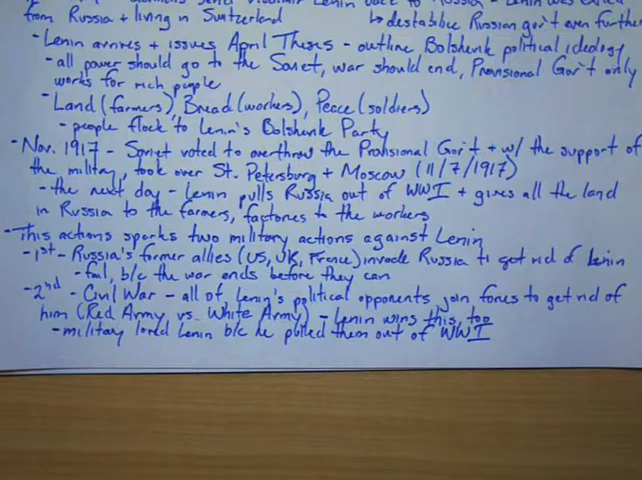 from Russia + living in Switzerland ↳ destabilize Russian gov't even further
- Lenin arrives + issues April Theses - outline Bolshevik political ideology
- all power should go to the Soviet, war should end, Provisional Gov't only
works for rich people
- Land (farmers), Bread (workers), Peace (soldiers)
- people flock to Lenin's Bolshevik Party
- Nov. 1917 - Soviet voted to overthrow the Provisional Gov't + w/ the support of
the military, took over St. Petersburg + Moscow (11/7/1917)
- the next day - Lenin pulls Russia out of WWI + gives all the land
in Russia to the farmers, factories to the workers
- This actions sparks two military actions against Lenin
- 1st - Russia's former allies (US, UK, France) invade Russia to get rid of Lenin
- fail, b/c the war ends before they can
- 2nd - Civil War - all of Lenin's political opponents join forces to get rid of
him (Red Army vs. White Army) - Lenin wins this, too
- military loved Lenin b/c he pulled them out of WWI